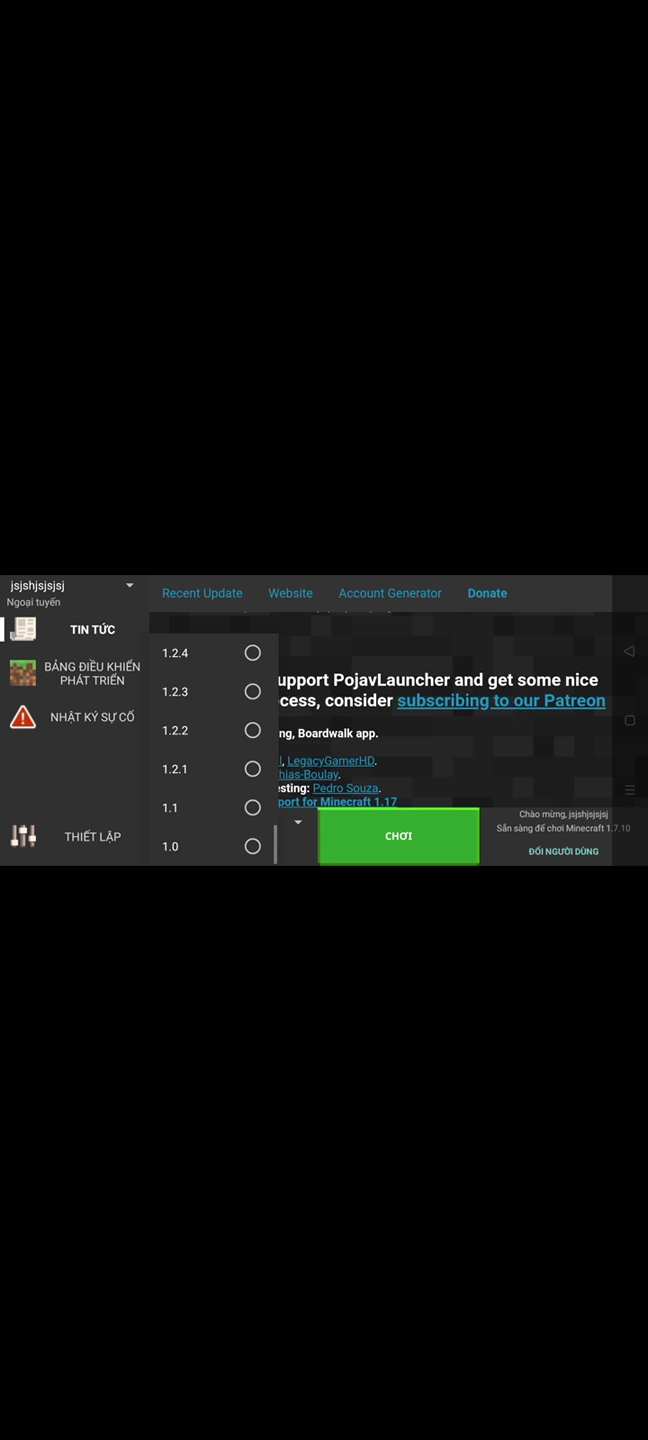 jsjshjsjsjsj
Ngoại tuyến
TIN TỨC
BẢNG ĐIỀU KHIỂN
PHÁT TRIỂN
NHẬT KÝ SỰ CỐ
THIẾT LẬP
Recent Update Website Account Generator Donate
1.2.4
1.2.3
1.2.2
1.2.1
1.1
1.0
upport PojavLauncher and get some nice
cess, consider subscribing to our Patreon
ng, Boardwalk app.
, LegacyGamerHD.
hias-Boulay.
esting: Pedro Souza.
port for Minecraft 1.17
CHƠI
Chào mừng, jsjshjsjsjsj
Sẵn sàng để chơi Minecraft 1.7.10
ĐỔI NGƯỜI DÙNG